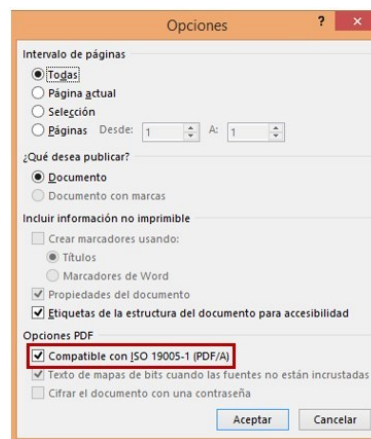 Opciones
Intervalo de páginas
Todas
Página actual
Selección
Páginas Desde: 1 A: 1
¿Qué desea publicar?
Documento
Documento con marcas
Incluir información no imprimible
Crear marcadores usando:
Títulos
Marcadores de Word
Propiedades del documento
Etiquetas de la estructura del documento para accesibilidad
Opciones PDF
Compatible con ISO 19005-1 (PDF/A)
Texto de mapas de bits cuando las fuentes no están incrustadas
Cifrar el documento con una contraseña
Aceptar Cancelar